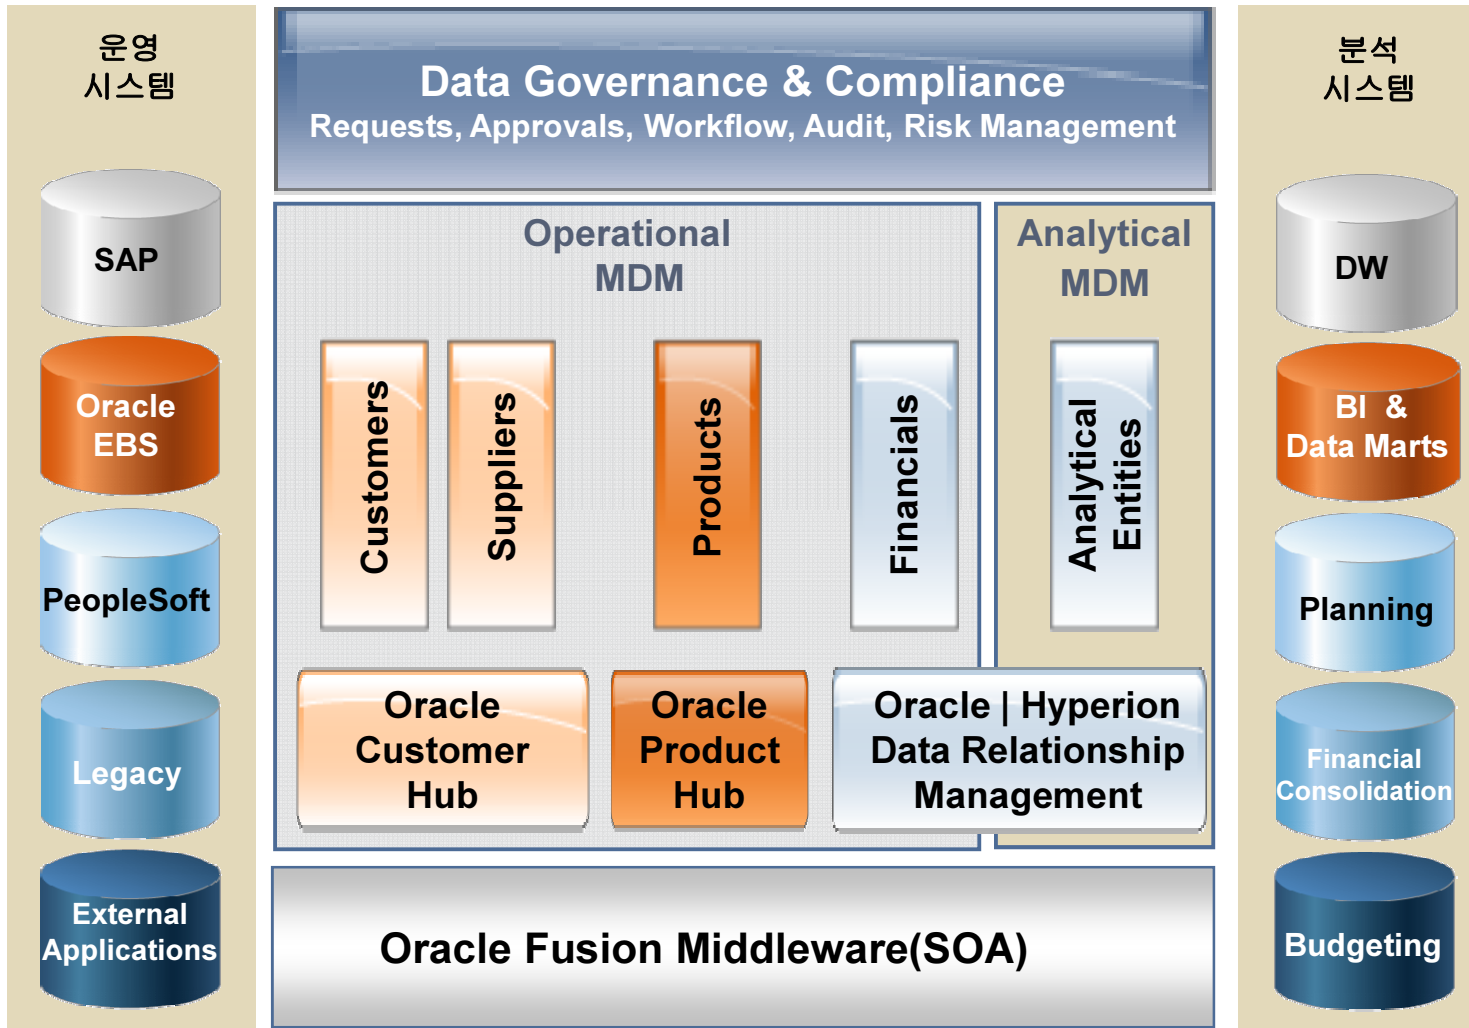 운영
시스템
SAP
Oracle
EBS
PeopleSoft
Legacy
External
Applications
Data Governance & Compliance
Requests, Approvals, Workflow, Audit, Risk Management
Operational
MDM
Customers
Suppliers
Products
Financials
Oracle
Customer
Hub
Oracle
Product
Hub
Analytical
MDM
Analytical
Entities
Oracle | Hyperion
Data Relationship
Management
Oracle Fusion Middleware(SOA)
분석
시스템
DW
BI &
Data Marts
Planning
Financial
Consolidation
Budgeting